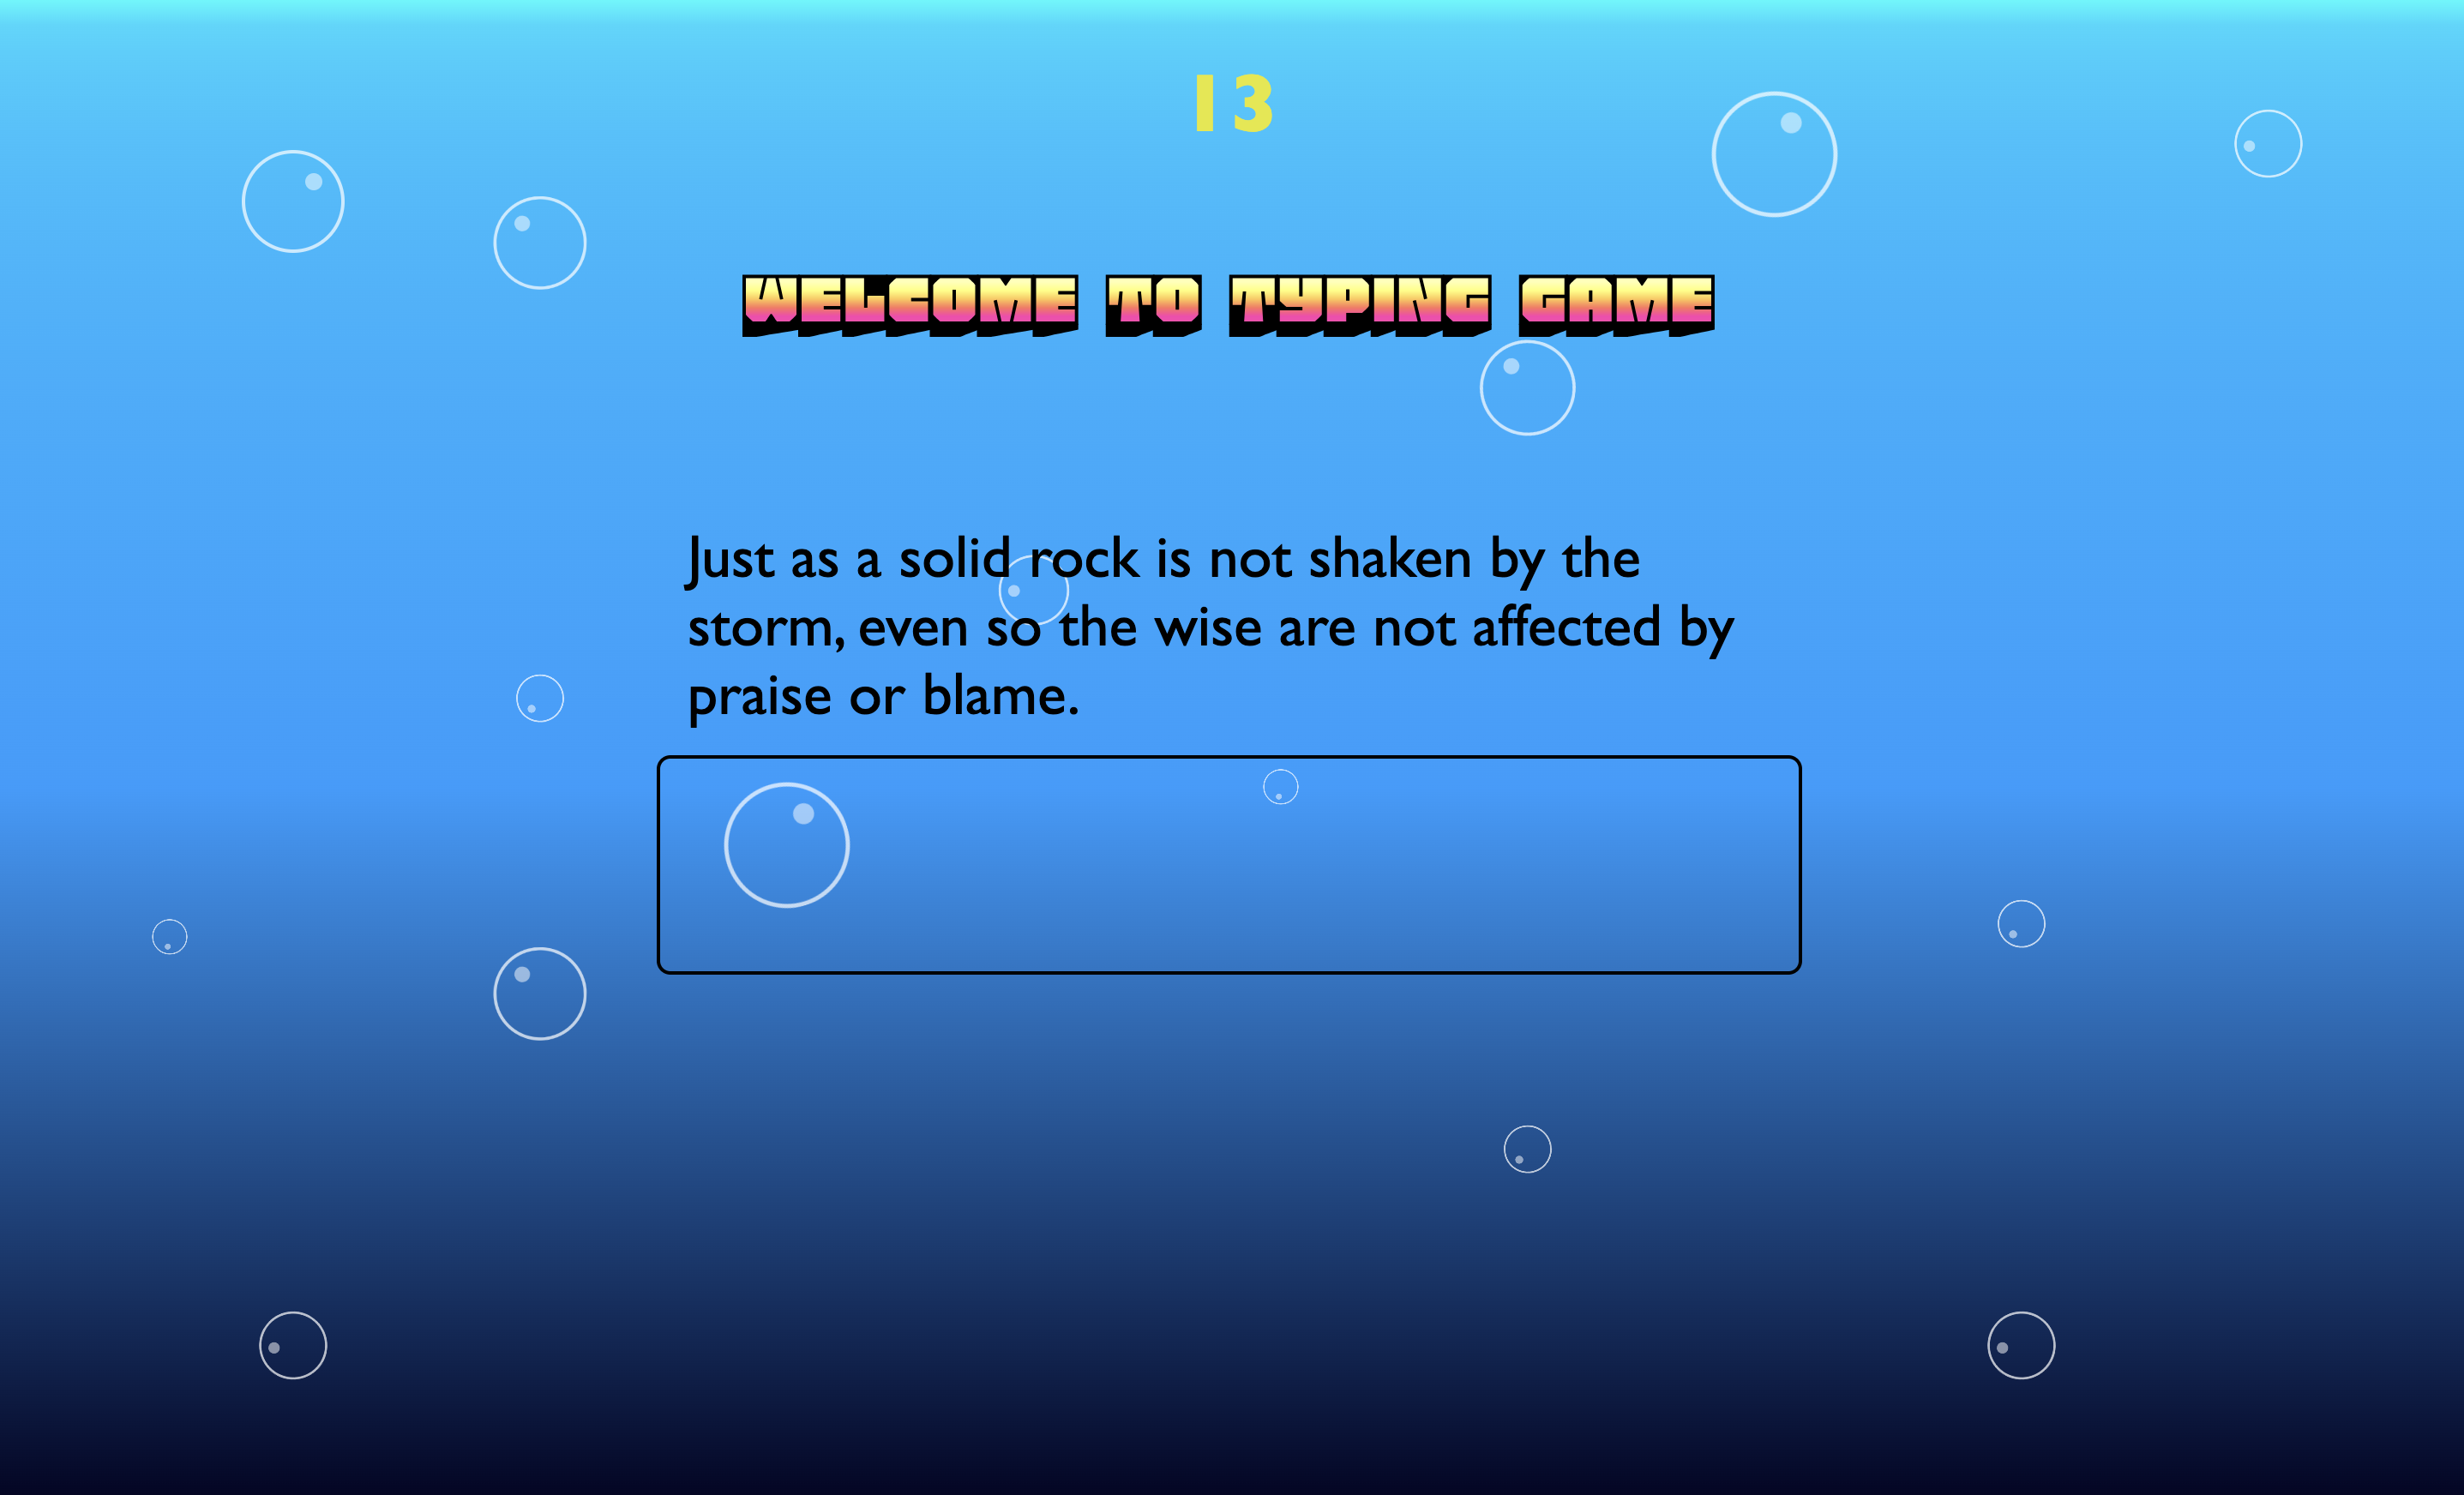 13
WELCOME TO TYPING GAME
Just as a solid rock is not shaken by the
storm, even so the wise are not affected by
praise or blame.